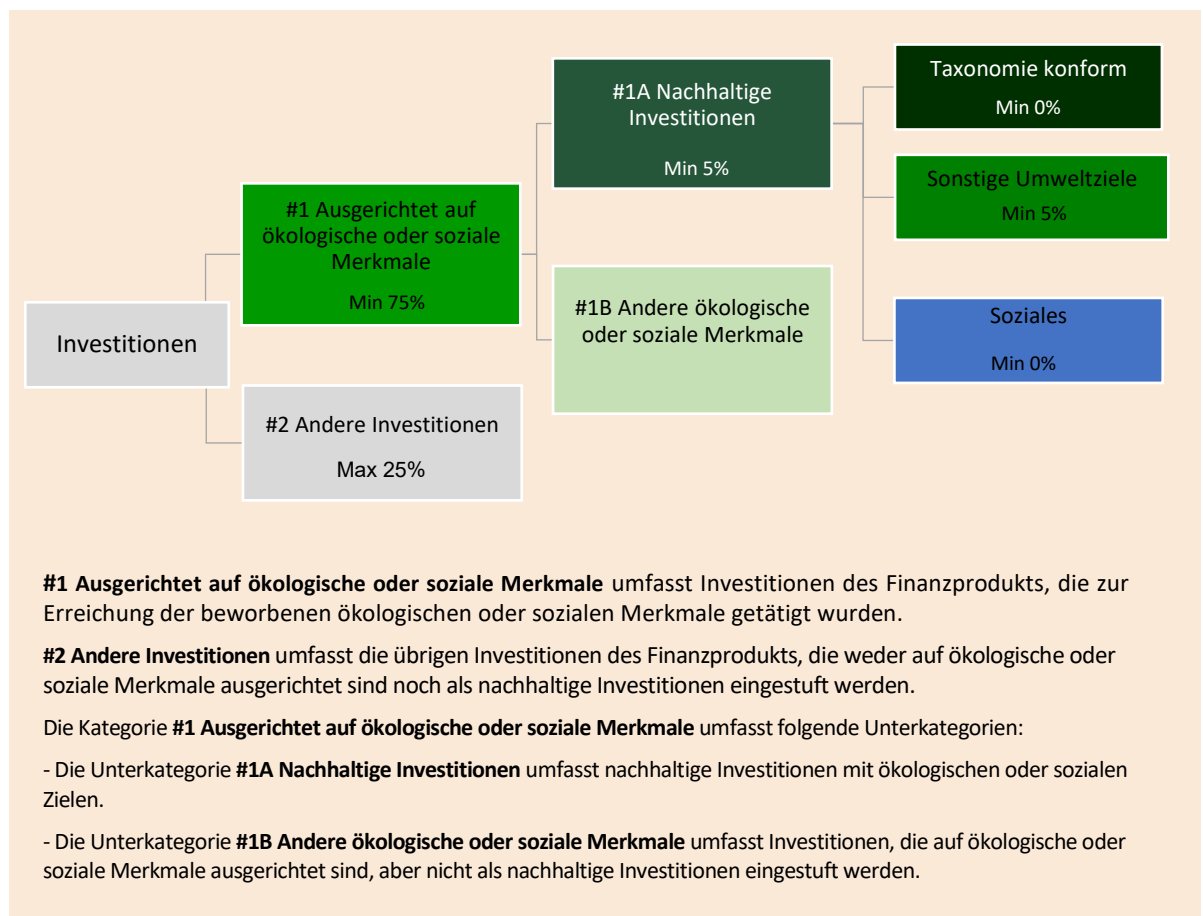 Investitionen
#1 Ausgerichtet auf
ökologische oder soziale
Merkmale
Min 75%
#2 Andere Investitionen
Max 25%
#1A Nachhaltige
Investitionen
Min 5%
#1B Andere ökologische
oder soziale Merkmale
Taxonomie konform
Min 0%
Sonstige Umweltziele
Min 5%
Soziales
Min 0%
#1 Ausgerichtet auf ökologische oder soziale Merkmale umfasst Investitionen des Finanzprodukts, die zur
Erreichung der beworbenen ökologischen oder sozialen Merkmale getätigt wurden.
#2 Andere Investitionen umfasst die übrigen Investitionen des Finanzprodukts, die weder auf ökologische oder
soziale Merkmale ausgerichtet sind noch als nachhaltige Investitionen eingestuft werden.
Die Kategorie #1 Ausgerichtet auf ökologische oder soziale Merkmale umfasst folgende Unterkategorien:
- Die Unterkategorie #1A Nachhaltige Investitionen umfasst nachhaltige Investitionen mit ökologischen oder sozialen
Zielen.
- Die Unterkategorie #1B Andere ökologische oder soziale Merkmale umfasst Investitionen, die auf ökologische oder
soziale Merkmale ausgerichtet sind, aber nicht als nachhaltige Investitionen eingestuft werden.